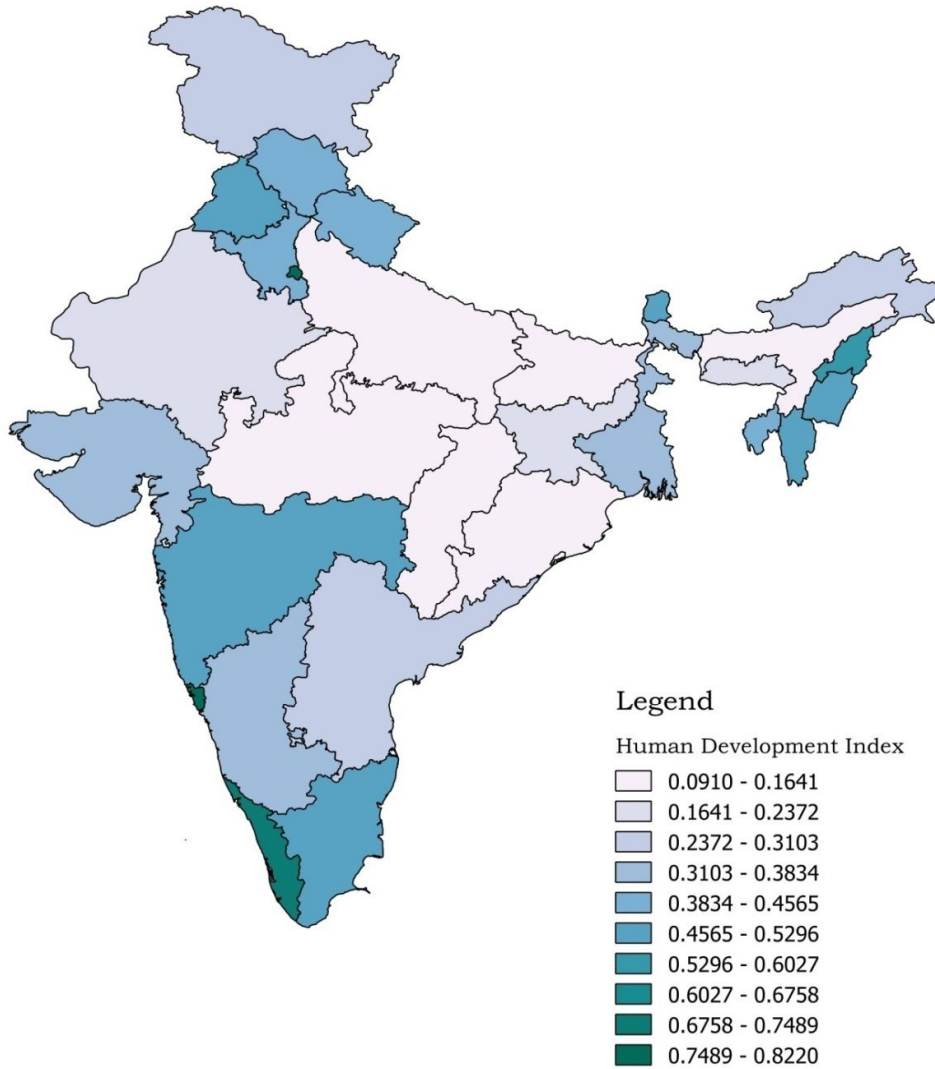 Legend
Human Development Index
0.0910 - 0.1641
0.1641 - 0.2372
0.2372 - 0.3103
0.3103 - 0.3834
0.3834 - 0.4565
0.4565 - 0.5296
0.5296 - 0.6027
0.6027 - 0.6758
0.6758 - 0.7489
0.7489 - 0.8220